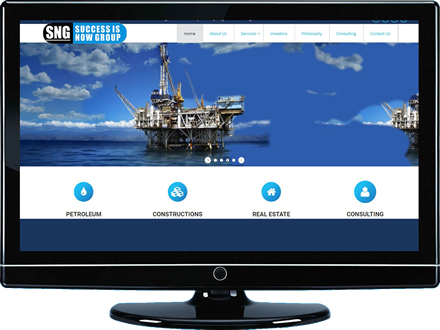 SNG SUCCESS IS
NOW GROUP
Home About Us Services Investors Philosophy Consulting Contact Us
PETROLEUM CONSTRUCTIONS REAL ESTATE CONSULTING